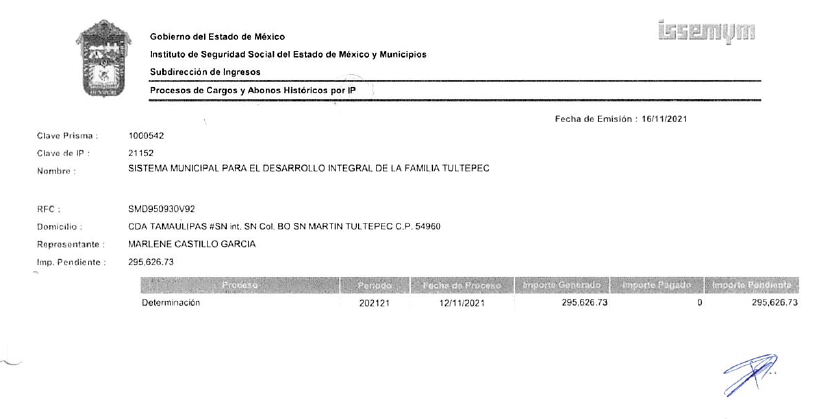 issemym
Gobierno del Estado de México
Instituto de Seguridad Social del Estado de México y Municipios
Subdirección de Ingresos
Procesos de Cargos y Abonos Históricos por IP
Fecha de Emisión : 16/11/2021
Clave Prisma : 1000542
Clave de IP : 21152
Nombre : SISTEMA MUNICIPAL PARA EL DESARROLLO INTEGRAL DE LA FAMILIA TULTEPEC
RFC : SMD950930V92
Domicilio : CDA TAMAULIPAS #SN int. SN Col. BO SN MARTIN TULTEPEC C.P. 54960
Representante : MARLENE CASTILLO GARCIA
Imp. Pendiente : 295,626.73
Proceso Periodo Fecha de Proceso Importe Generado Importe Pagado Importe Pendiente
Determinación 202121 12/11/2021 295,626.73 0 295,626.73